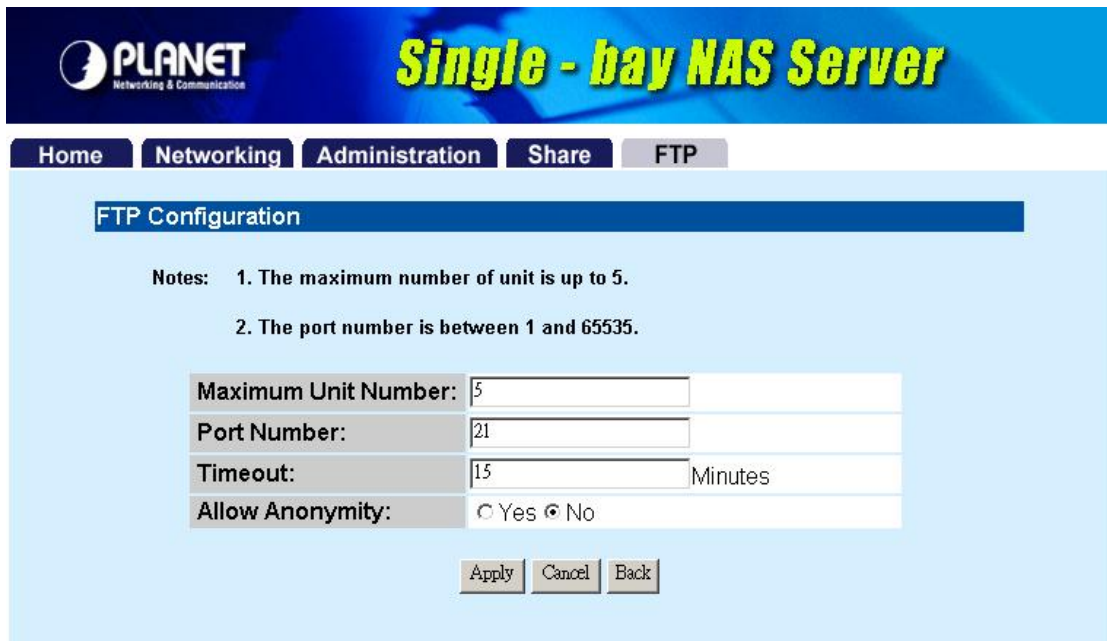 PLANET
Networking & Communication
Single - bay NAS Server
Home Networking Administration Share FTP
FTP Configuration
Notes: 1. The maximum number of unit is up to 5.
2. The port number is between 1 and 65535.
Maximum Unit Number: 5
Port Number: 21
Timeout: 15 Minutes
Allow Anonymity: Yes No
Apply Cancel Back